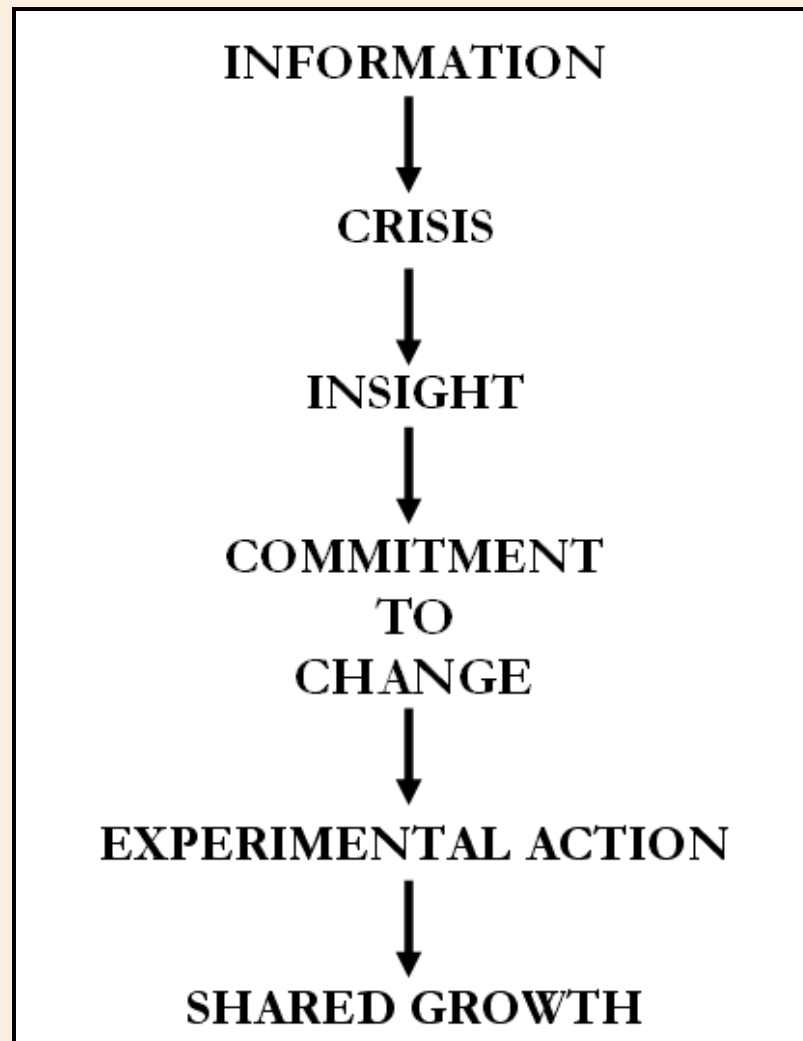 INFORMATION
CRISIS
INSIGHT
COMMITMENT
TO
CHANGE
EXPERIMENTAL ACTION
SHARED GROWTH